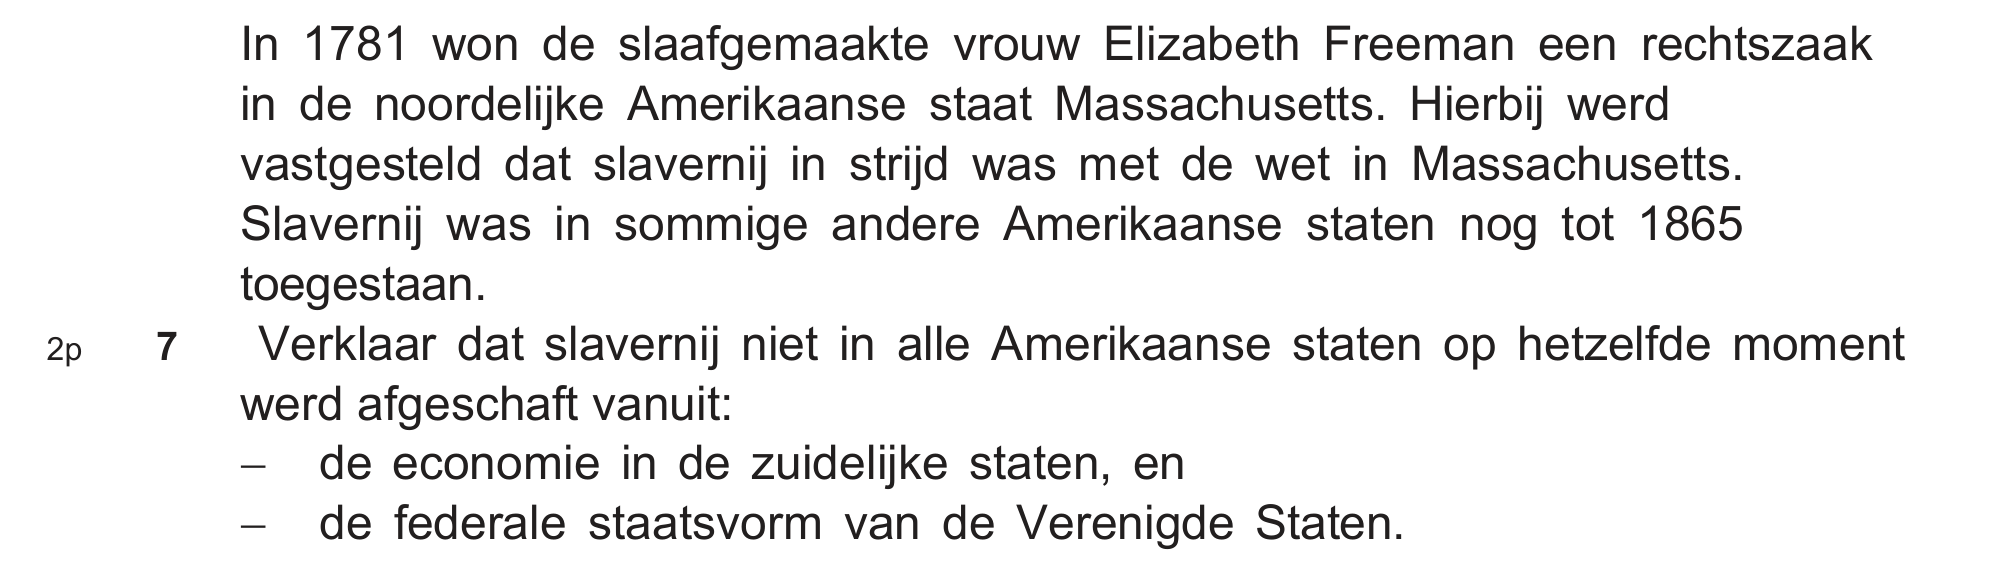 In 1781 won de slaafgemaakte vrouw Elizabeth Freeman een rechtszaak
in de noordelijke Amerikaanse staat Massachusetts. Hierbij werd
vastgesteld dat slavernij in strijd was met de wet in Massachusetts.
Slavernij was in sommige andere Amerikaanse staten nog tot 1865
toegestaan.
2p 7 Verklaar dat slavernij niet in alle Amerikaanse staten op hetzelfde moment
werd afgeschaft vanuit:
– de economie in de zuidelijke staten, en
– de federale staatsvorm van de Verenigde Staten.